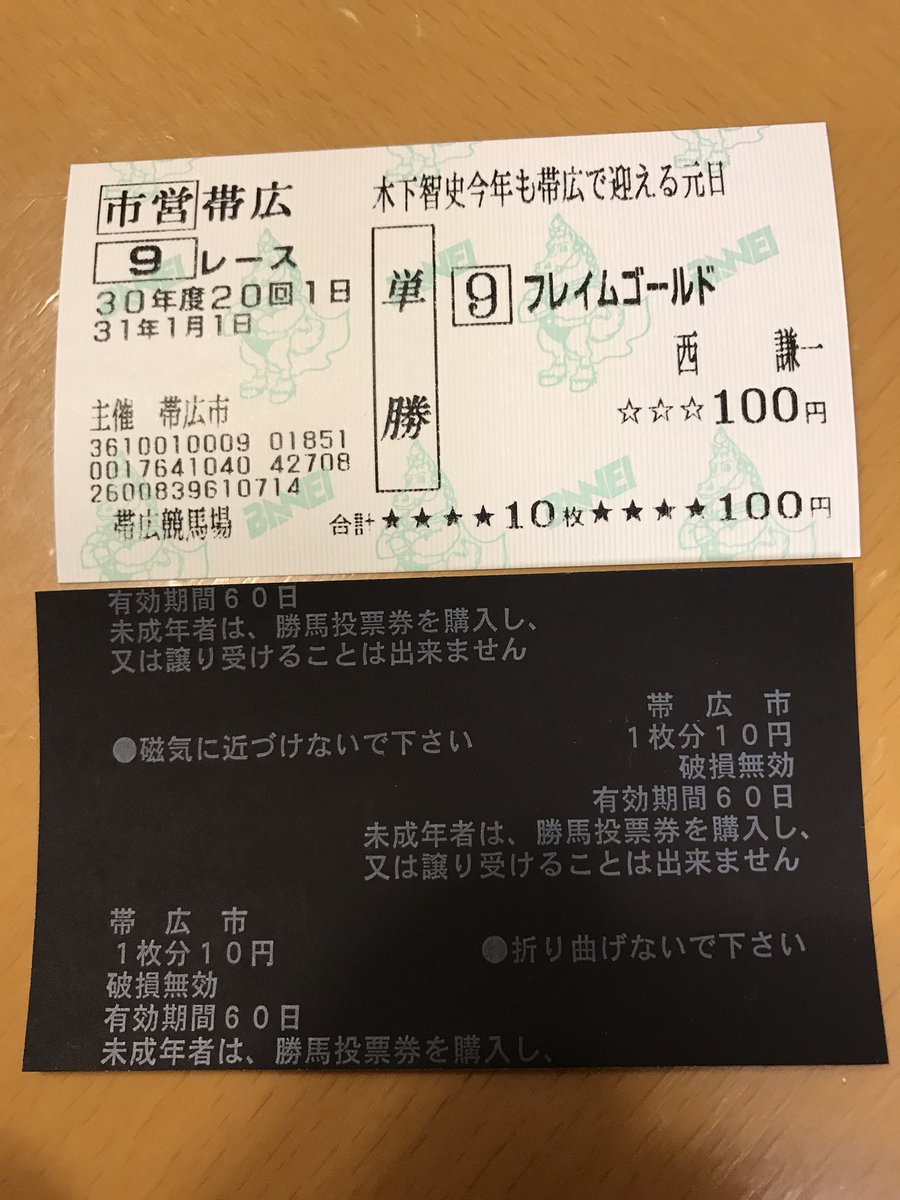 市営 帯広
9 レース
30年度20回1日
31年1月1日
主催 帯広市
3610010009 01851
0017641040 42708
2600839610714
帯広競馬場
木下智史今年も帯広で迎える元日
単勝
9 フレイムゴールド
西 謙一
☆☆☆100円
合計★★★★10枚★★★★100円
BANEI
BANEI
BANEI
BANEI
BANEI
有効期間60日
未成年者は、勝馬投票券を購入し、
又は譲り受けることは出来ません
●磁気に近づけないで下さい
帯広市
1枚分10円
破損無効
有効期間60日
未成年者は、勝馬投票券を購入し、
又は譲り受けることは出来ません
●折り曲げないで下さい
帯広市
1枚分10円
破損無効
有効期間60日
未成年者は、勝馬投票券を購入し、